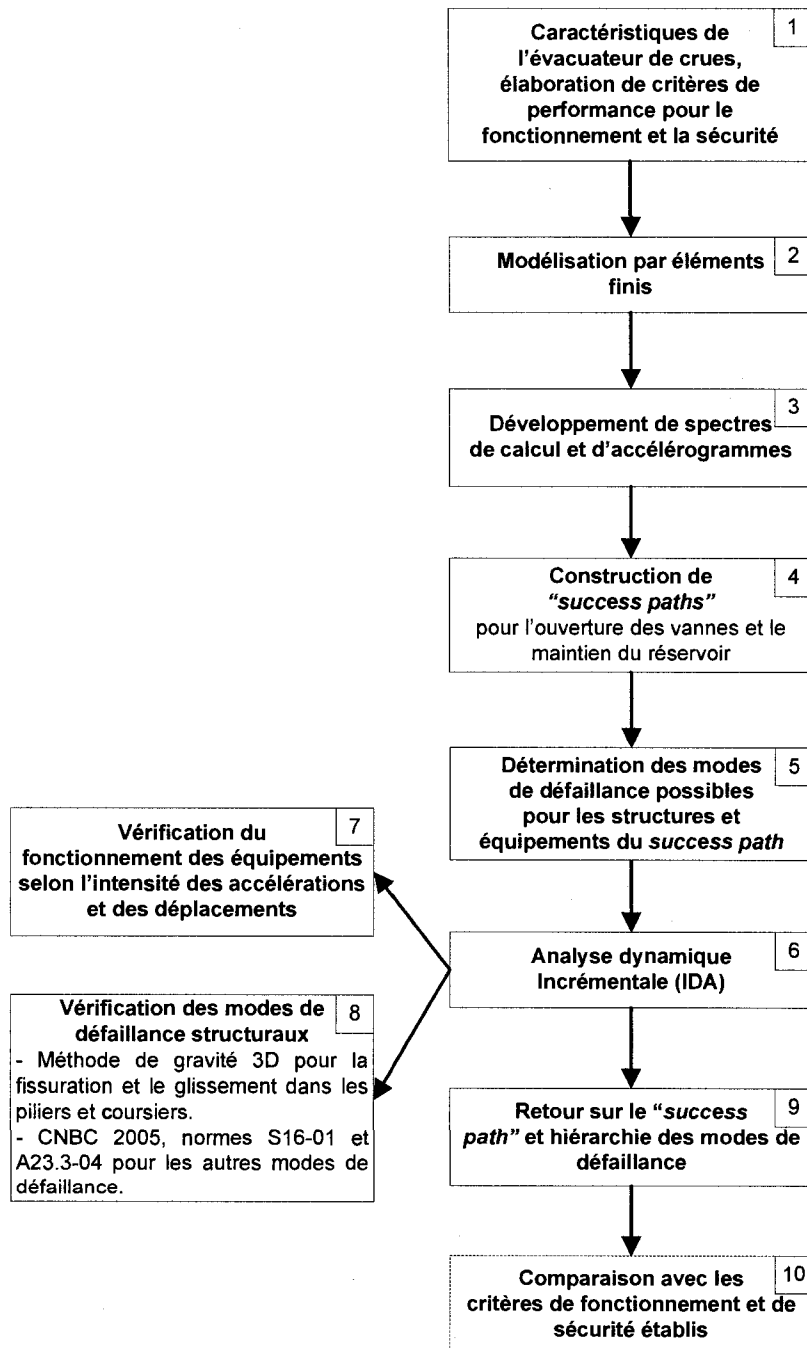 1
Caractéristiques de
l'évacuateur de crues,
élaboration de critères de
performance pour le
fonctionnement et la sécurité
2
Modélisation par éléments
finis
3
Développement de spectres
de calcul et d'accélérogrammes
4
Construction de
"success paths"
pour l'ouverture des vannes et le
maintien du réservoir
5
Détermination des modes
de défaillance possibles
pour les structures et
équipements du success path
7
Vérification du
fonctionnement des équipements
selon l'intensité des accélérations
et des déplacements
6
Analyse dynamique
Incrémentale (IDA)
8
Vérification des modes de
défaillance structuraux
- Méthode de gravité 3D pour la
fissuration et le glissement dans les
piliers et coursiers.
- CNBC 2005, normes S16-01 et
A23.3-04 pour les autres modes de
défaillance.
9
Retour sur le "success
path" et hiérarchie des modes de
défaillance
10
Comparaison avec les
critères de fonctionnement et de
sécurité établis